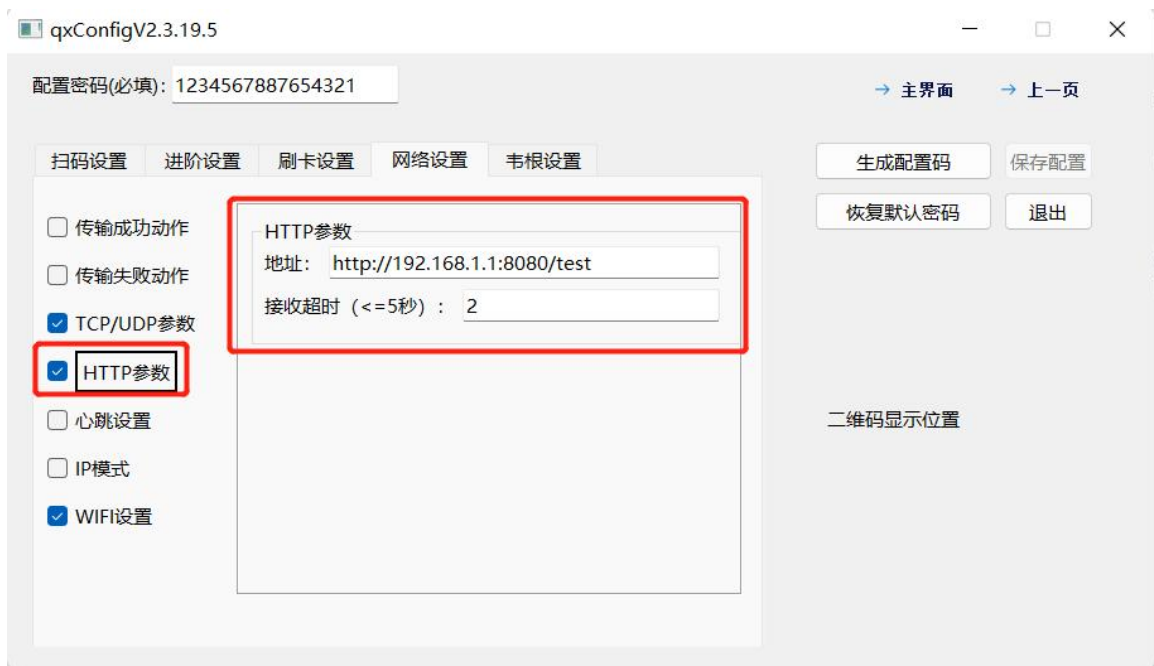 qxConfigV2.3.19.5
配置密码(必填): 1234567887654321
→ 主界面 → 上一页
扫码设置 进阶设置 刷卡设置 网络设置 韦根设置
生成配置码 保存配置
恢复默认密码 退出
传输成功动作
传输失败动作
TCP/UDP参数
HTTP参数
心跳设置
IP模式
WIFI设置
HTTP参数
地址: http://192.168.1.1:8080/test
接收超时（<=5秒）: 2
二维码显示位置